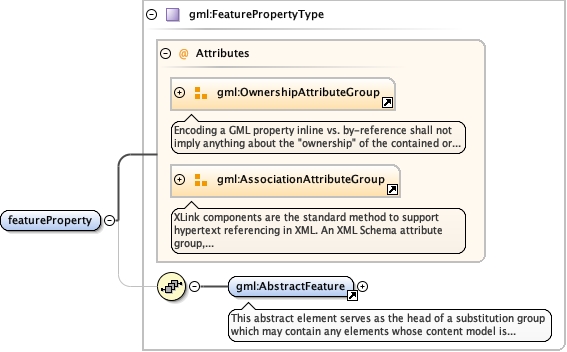 gml:FeaturePropertyType
@ Attributes
gml:OwnershipAttributeGroup
Encoding a GML property inline vs. by-reference shall not
imply anything about the "ownership" of the contained or...
gml:AssociationAttributeGroup
XLink components are the standard method to support
hypertext referencing in XML. An XML Schema attribute
group,...
featureProperty
gml:AbstractFeature
This abstract element serves as the head of a substitution group
which may contain any elements whose content model is...